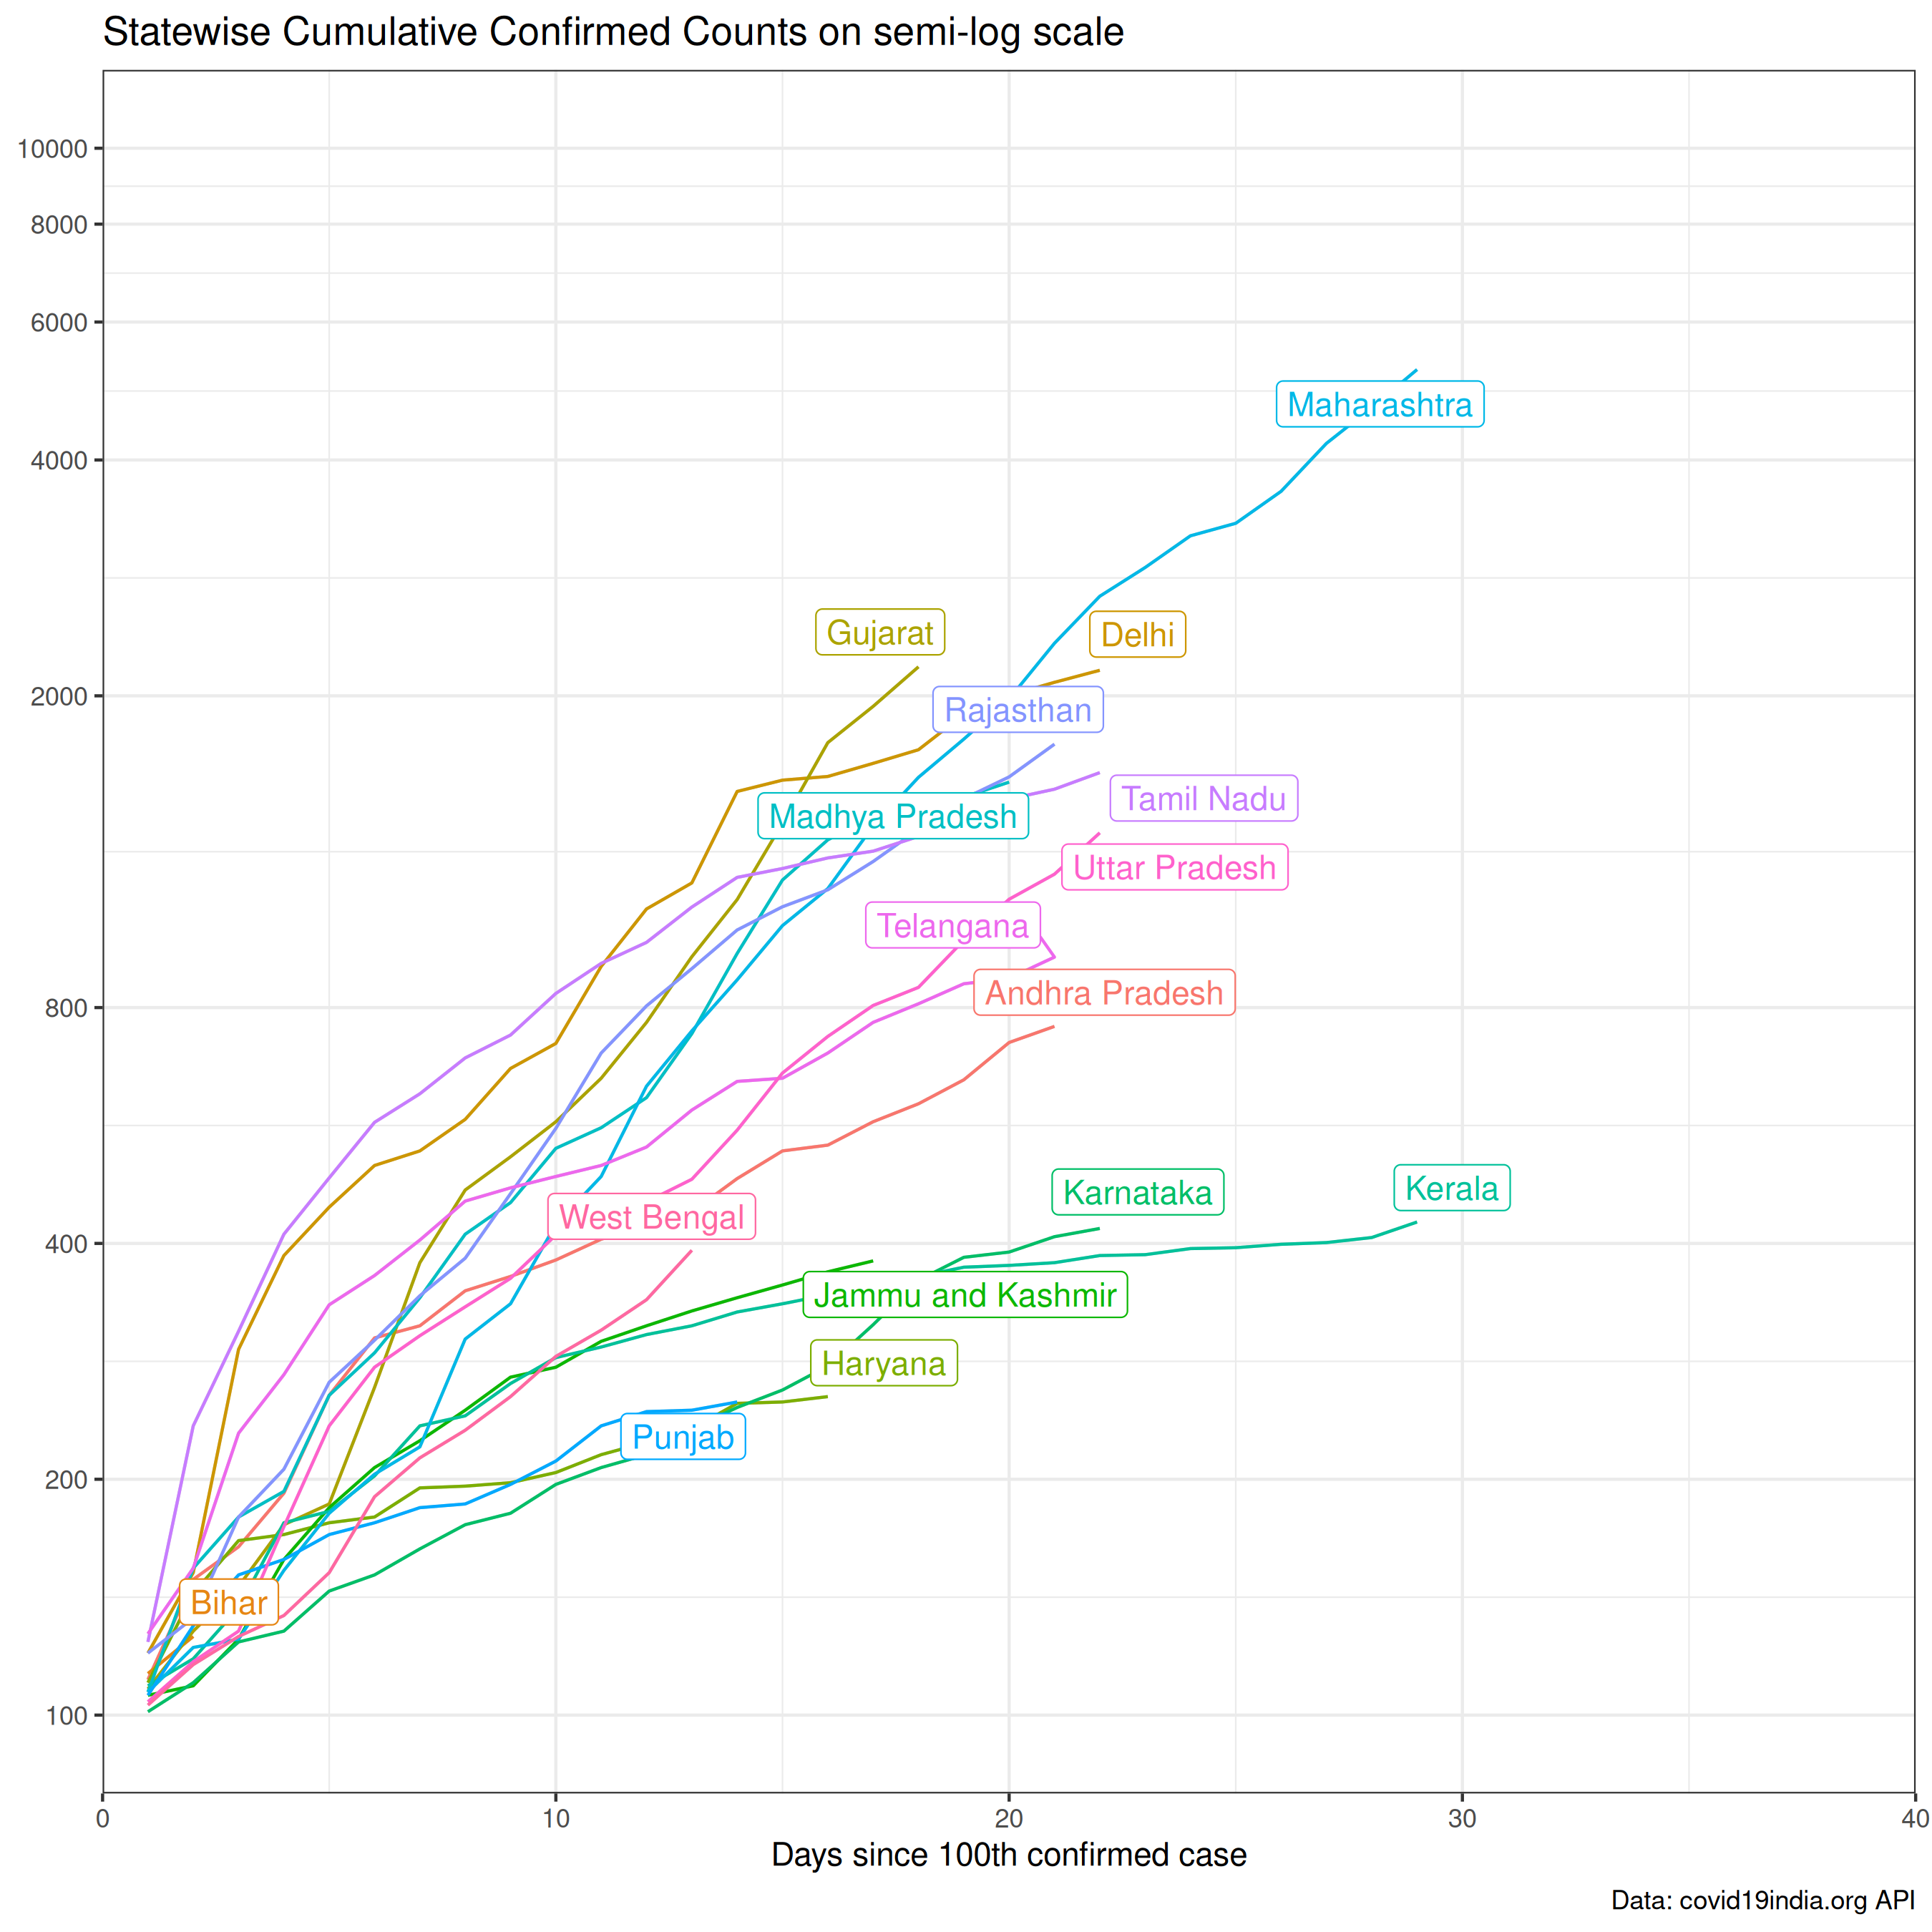 Statewise Cumulative Confirmed Counts on semi-log scale
10000
8000
6000
4000
2000
800
400
200
100
Maharashtra
Gujarat
Delhi
Rajasthan
Tamil Nadu
Madhya Pradesh
Uttar Pradesh
Telangana
Andhra Pradesh
Karnataka
Kerala
West Bengal
Jammu and Kashmir
Haryana
Punjab
Bihar
0 10 20 30 40
Days since 100th confirmed case
Data: covid19india.org API